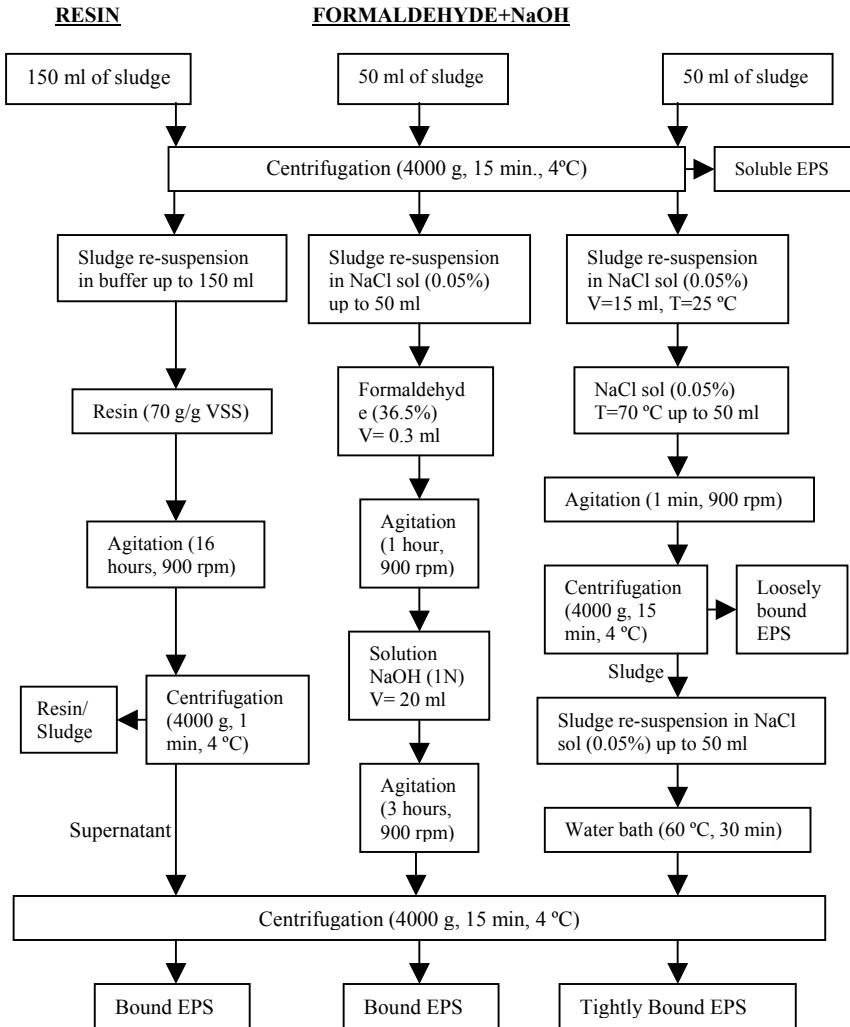 RESIN
FORMALDEHYDE+NaOH
150 ml of sludge
50 ml of sludge
50 ml of sludge
Centrifugation (4000 g, 15 min., 4ºC)
Soluble EPS
Sludge re-suspension
in buffer up to 150 ml
Sludge re-suspension
in NaCl sol (0.05%)
up to 50 ml
Sludge re-suspension
in NaCl sol (0.05%)
V=15 ml, T=25 ºC
Resin (70 g/g VSS)
Formaldehyd
e (36.5%)
V= 0.3 ml
NaCl sol (0.05%)
T=70 ºC up to 50 ml
Agitation (1 min, 900 rpm)
Agitation (16
hours, 900 rpm)
Agitation
(1 hour,
900 rpm)
Centrifugation
(4000 g, 15
min, 4 ºC)
Loosely
bound
EPS
Sludge
Solution
NaOH (1N)
V= 20 ml
Resin/
Sludge
Centrifugation
(4000 g, 1
min, 4 ºC)
Sludge re-suspension in NaCl
sol (0.05%) up to 50 ml
Agitation
(3 hours,
900 rpm)
Supernatant
Water bath (60 ºC, 30 min)
Centrifugation (4000 g, 15 min, 4 ºC)
Bound EPS
Bound EPS
Tightly Bound EPS